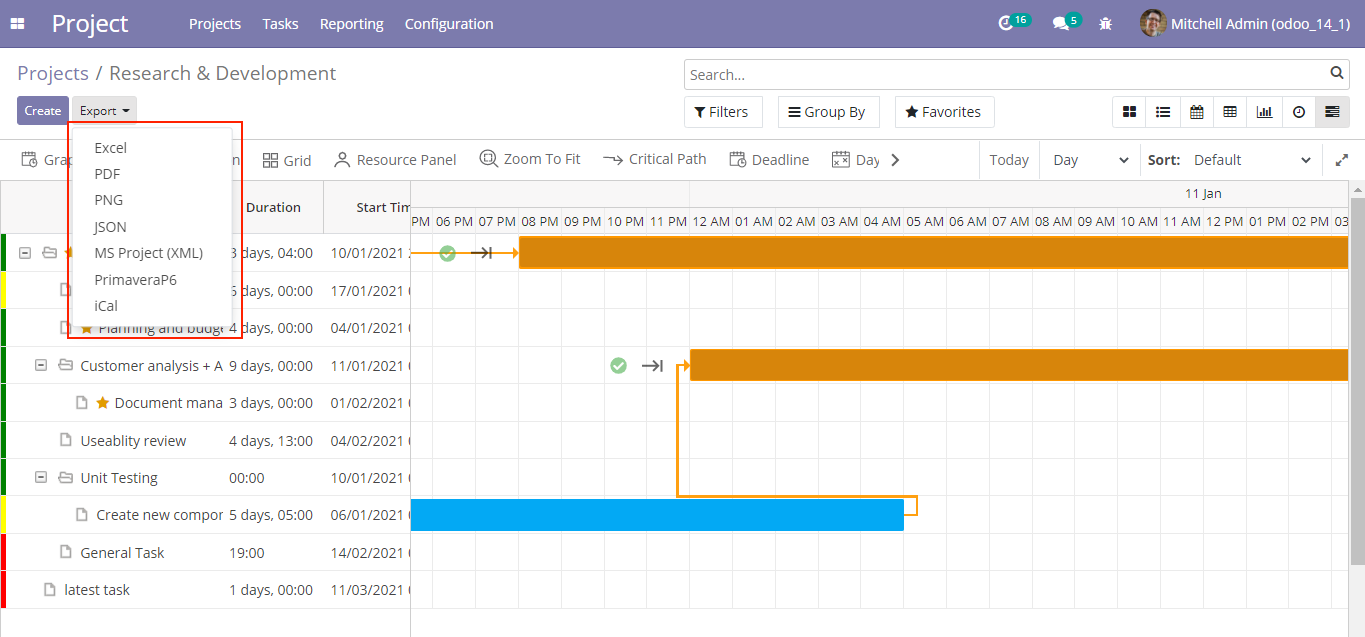 Project Projects Tasks Reporting Configuration 16 5 Mitchell Admin (odoo_14_1)
Projects / Research & Development Search...
Create Export Filters Group By Favorites
Excel
PDF
PNG
JSON
MS Project (XML)
PrimaveraP6
iCal
Grid Resource Panel Zoom To Fit Critical Path Deadline Day Today Day Sort: Default
Duration Start Tim 11 Jan
PM 06 PM 07 PM 08 PM 09 PM 10 PM 11 PM 12 AM 01 AM 02 AM 03 AM 04 AM 05 AM 06 AM 07 AM 08 AM 09 AM 10 AM 11 AM 12 PM 01 PM 02 PM 03
3 days, 04:00 10/01/2021
6 days, 00:00 17/01/2021
Planning and budge 4 days, 00:00 04/01/2021
Customer analysis + A 9 days, 00:00 11/01/2021
Document mana 3 days, 00:00 01/02/2021
Useablity review 4 days, 13:00 04/02/2021
Unit Testing 00:00 10/01/2021
Create new compor 5 days, 05:00 06/01/2021
General Task 19:00 14/02/2021
latest task 1 days, 00:00 11/03/2021